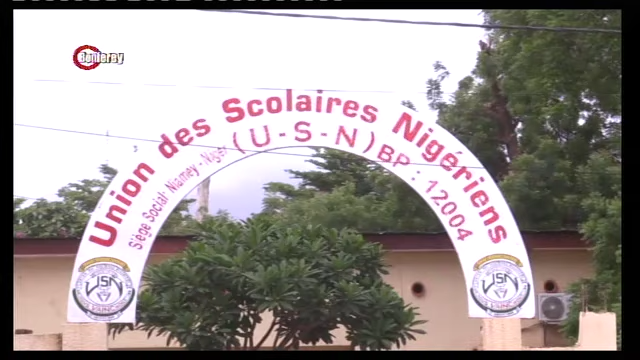 Bonferey
Union des Scolaires Nigériens
Siège Social: Niamey - Niger (U-S-N) BP: 12004
USN
USN